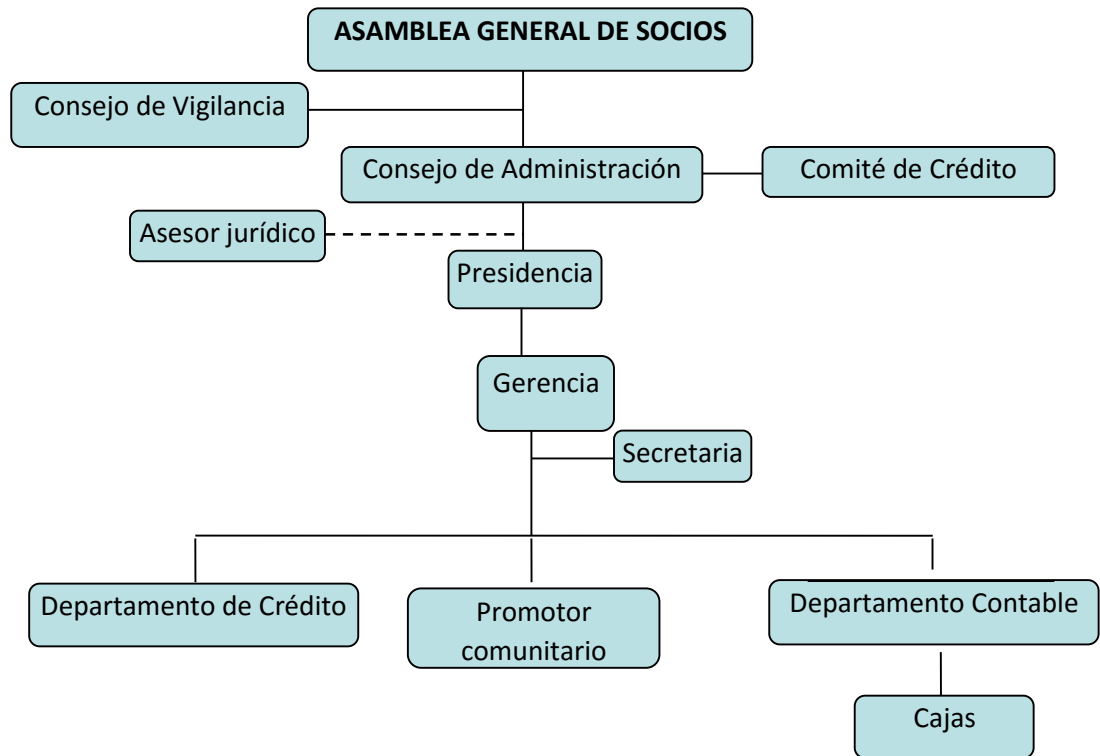 ASAMBLEA GENERAL DE SOCIOS
Consejo de Vigilancia
Consejo de Administración
Comité de Crédito
Asesor jurídico
Presidencia
Gerencia
Secretaria
Departamento de Crédito
Promotor
comunitario
Departamento Contable
Cajas